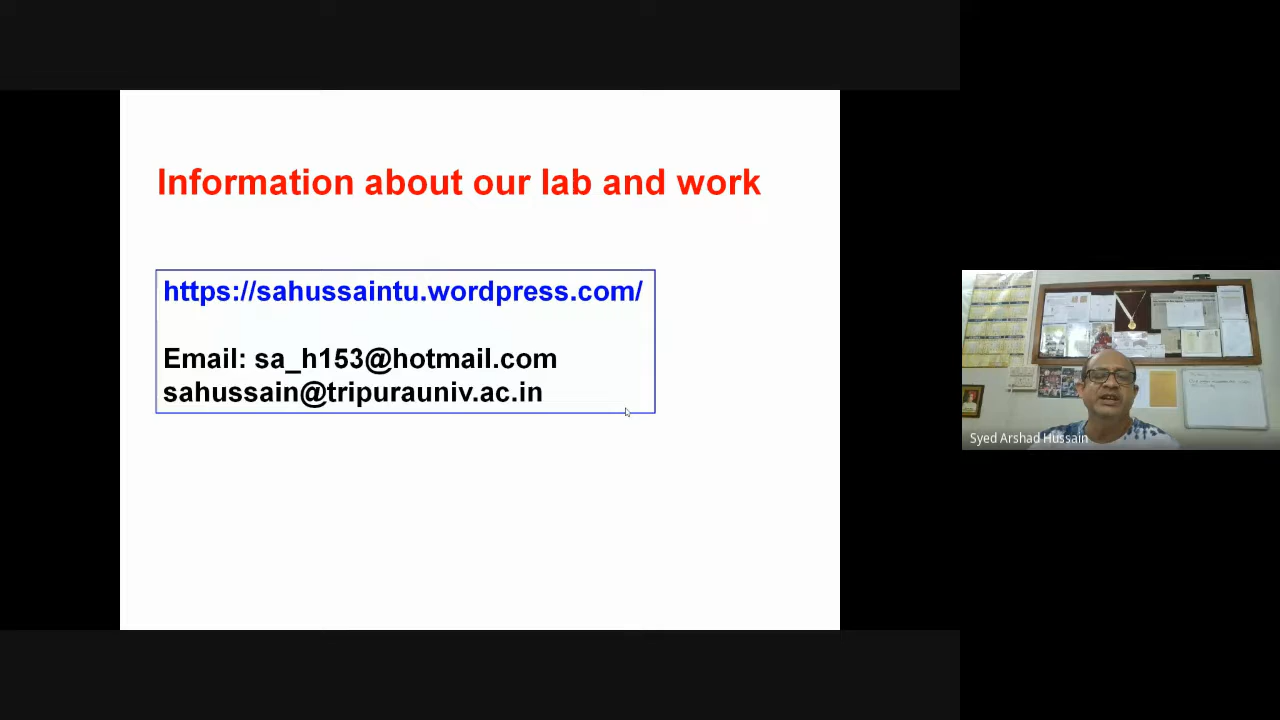 Information about our lab and work
https://sahussaintu.wordpress.com/
Email: sa_h153@hotmail.com
sahussain@tripurauniv.ac.in
Syed Arshad Hussain